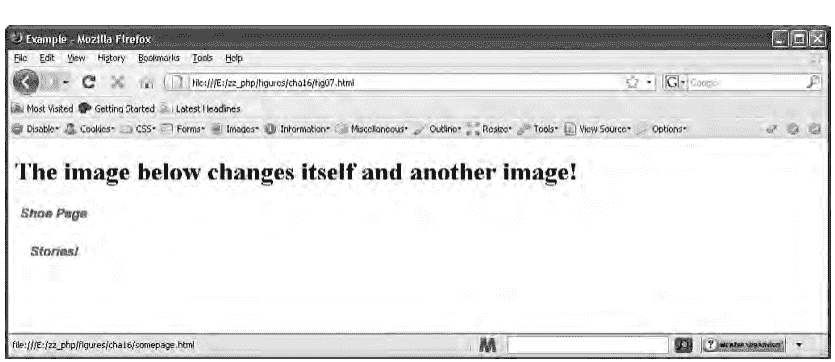 Example - Mozilla Firefox
File Edit View History Bookmarks Tools Help
file:///E:/zz_php/figures/cha16/fig07.html
G Google
Most Visited Getting Started Latest Headlines
Disable Cookies CSS Forms Images Information Miscellaneous Outline Resize Tools View Source Options
The image below changes itself and another image!
Shoe Page
Stories!
file:///E:/zz_php/figures/cha16/somepage.html
M